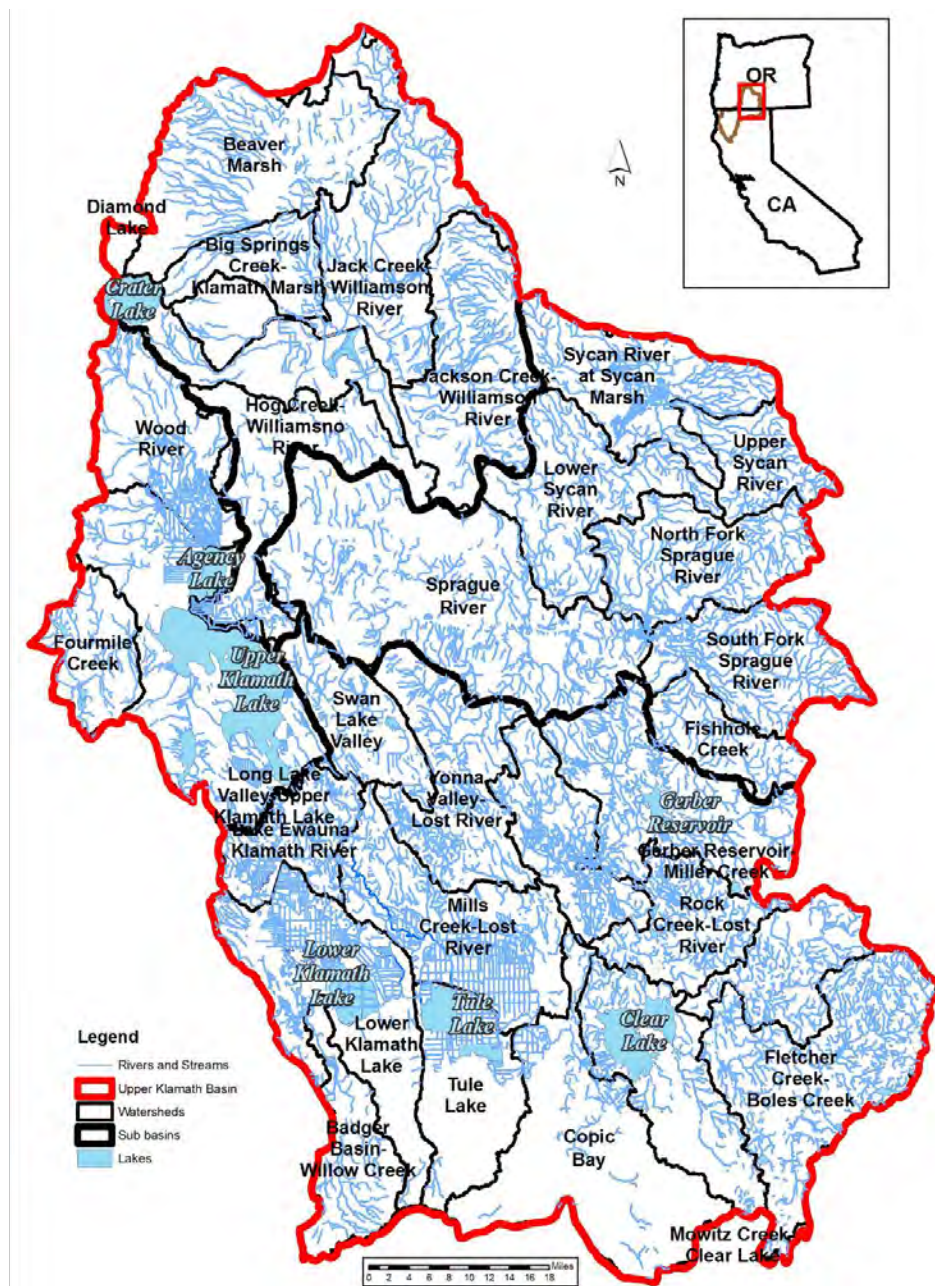 OR
CA
N
Beaver
Marsh
Diamond
Lake
Big Springs
Creek-
Klamath Marsh
Jack Creek-
Williamson
River
Crater
Lake
Sycan River
at Sycan
Marsh
Jackson Creek-
Williamso
River
Hog Creek-
Williamsno
River
Wood
River
Upper
Sycan
River
Lower
Sycan
River
North Fork
Sprague
River
Agency
Lake
Sprague
River
Fourmile
Creek
South Fork
Sprague
River
Upper
Klamath
Lake
Swan
Lake
Valley
Fishhole
Creek
Long Lake
Valley-Upper
Klamath Lake
Yonna
Valley-
Lost River
Gerber
Reservoir
Lake Ewauna
Klamath River
Gerber Reservoir-
Miller Creek
Mills
Creek-Lost
River
Rock
Creek-Lost
River
Lower
Klamath
Lake
Tule
Lake
Clear
Lake
Lower
Klamath
Lake
Tule
Lake
Fletcher
Creek-
Boles Creek
Badger
Basin-
Willow Creek
Copic
Bay
Mowitz Creek-
Clear Lake
Legend
Rivers and Streams
Upper Klamath Basin
Watersheds
Sub basins
Lakes
Miles
0 2 4 6 8 10 12 14 16 18